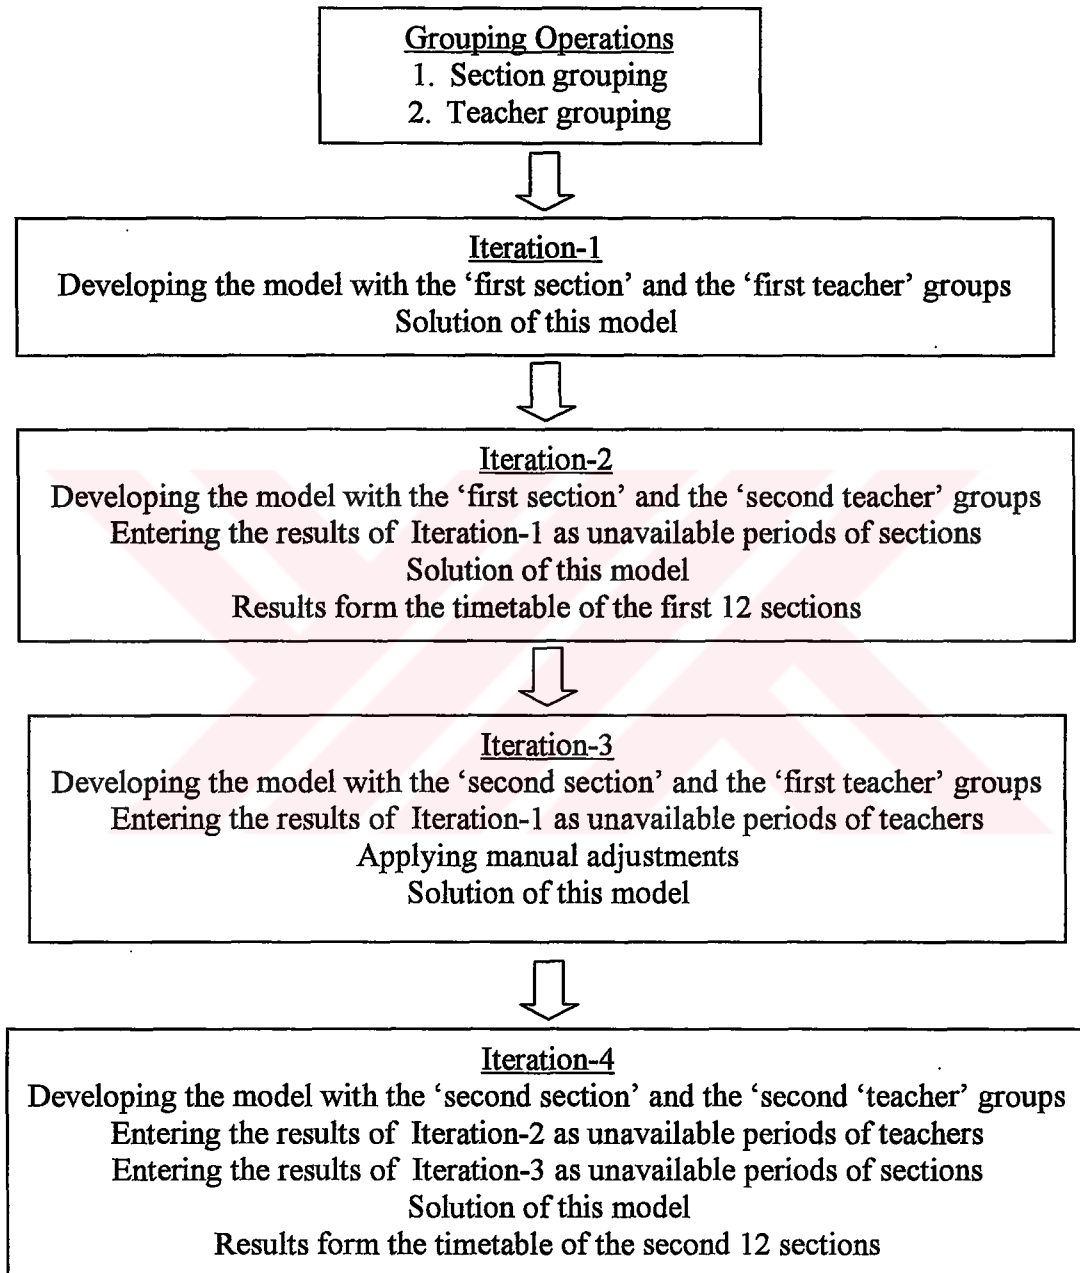 Grouping Operations
1. Section grouping
2. Teacher grouping
Iteration-1
Developing the model with the ‘first section’ and the ‘first teacher’ groups
Solution of this model
Iteration-2
Developing the model with the ‘first section’ and the ‘second teacher’ groups
Entering the results of Iteration-1 as unavailable periods of sections
Solution of this model
Results form the timetable of the first 12 sections
Iteration-3
Developing the model with the ‘second section’ and the ‘first teacher’ groups
Entering the results of Iteration-1 as unavailable periods of teachers
Applying manual adjustments
Solution of this model
Iteration-4
Developing the model with the ‘second section’ and the ‘second ‘teacher’ groups
Entering the results of Iteration-2 as unavailable periods of teachers
Entering the results of Iteration-3 as unavailable periods of sections
Solution of this model
Results form the timetable of the second 12 sections